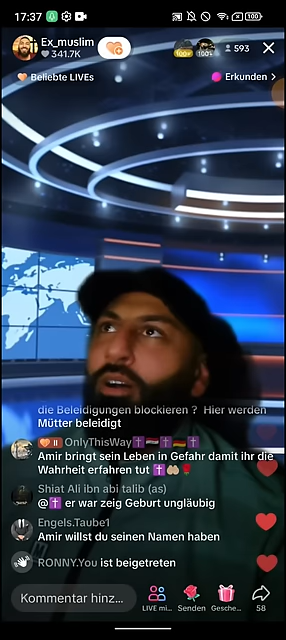 17:37
100
Ex_muslim
341.7K
100+
100+
593
Beliebte LIVEs
Erkunden >
die Beleidigungen blockieren ? Hier werden
Mütter beleidigt
OnlyThisWay
Amir bringt sein Leben in Gefahr damit ihr die
Wahrheit erfahren tut
Shiat Ali ibn abi talib (as)
@✝️ er war zeig Geburt ungläubig
Engels.Taube1
Amir willst du seinen Namen haben
RONNY.You ist beigetreten
Kommentar hinz...
LIVE mi...
Senden
Gesche...
58